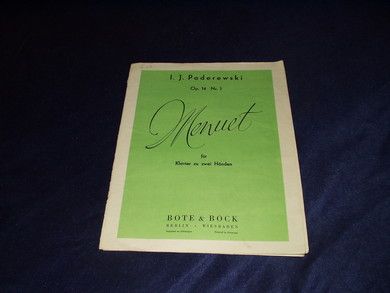 I. J. Paderewski
Op. 14 Nr. 1
Menuet
für
Klavier zu zwei Händen
BOTE & BOCK
BERLIN • WIESBADEN